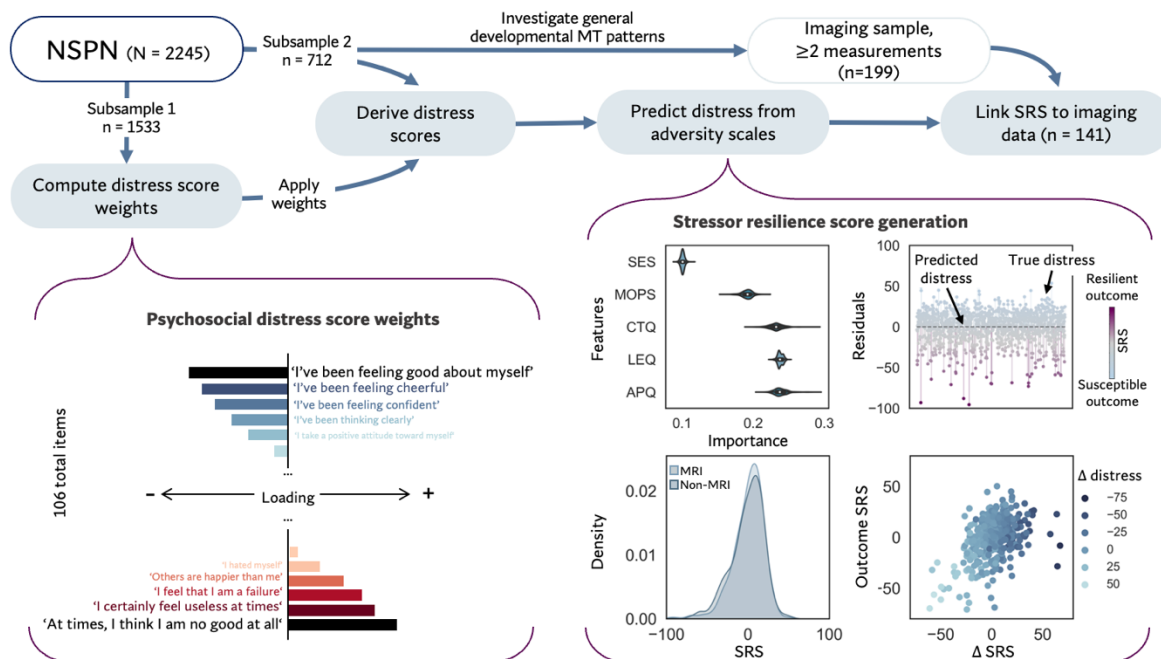 NSPN (N = 2245)
Subsample 2
n = 712
Investigate general
developmental MT patterns
Imaging sample,
≥2 measurements
(n=199)
Subsample 1
n = 1533
Derive distress
scores
Predict distress from
adversity scales
Link SRS to imaging
data (n = 141)
Compute distress score
weights
Apply
weights
Psychosocial distress score weights
106 total items
'I've been feeling good about myself'
'I've been feeling cheerful'
'I've been feeling confident'
'I've been thinking clearly'
'I take a positive attitude toward myself'
...
- Loading +
...
'I hated myself'
'Others are happier than me'
'I feel that I am a failure'
'I certainly feel useless at times'
'At times, I think I am no good at all'
Stressor resilience score generation
Features
SES
MOPS
CTQ
LEQ
APQ
0.1 0.2 0.3
Importance
Residuals
100
50
0
−50
−100
Predicted
distress
True distress
Resilient
outcome
SRS
Susceptible
outcome
Density
0.02
0.01
0.00
MRI
Non-MRI
−100 0 100
SRS
Outcome SRS
50
0
−50
−50 0 50
Δ SRS
Δ distress
−75
−50
−25
0
25
50